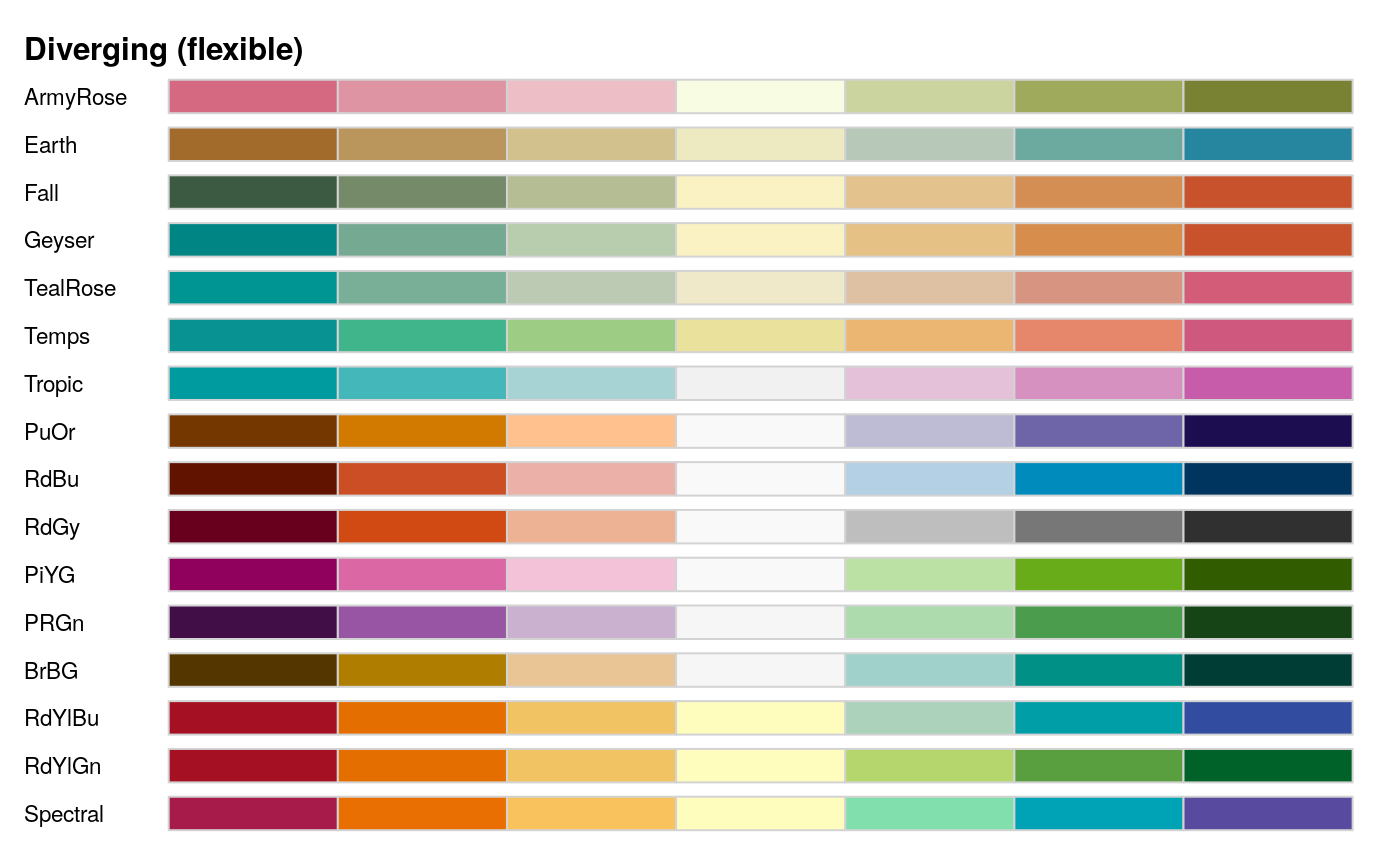 Diverging (flexible)
ArmyRose
Earth
Fall
Geyser
TealRose
Temps
Tropic
PuOr
RdBu
RdGy
PiYG
PRGn
BrBG
RdYlBu
RdYlGn
Spectral